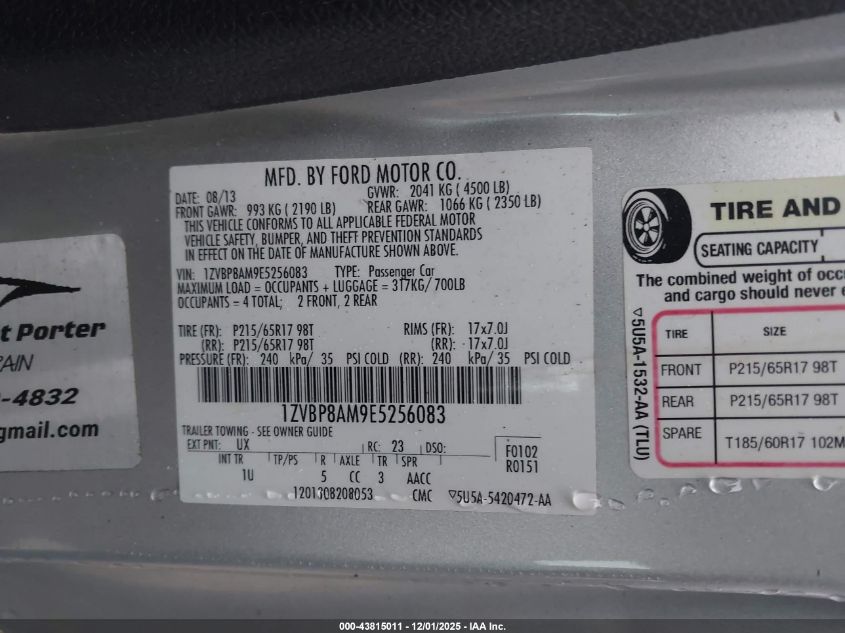 MFD. BY FORD MOTOR CO.
DATE: 08/13 GVWR: 2041 KG (4500 LB)
FRONT GAWR: 993 KG (2190 LB) REAR GAWR: 1066 KG (2350 LB)
THIS VEHICLE CONFORMS TO ALL APPLICABLE FEDERAL MOTOR
VEHICLE SAFETY, BUMPER, AND THEFT PREVENTION STANDARDS
IN EFFECT ON THE DATE OF MANUFACTURE SHOWN ABOVE.
VIN: 1ZVBP8AM9E5256083 TYPE: Passenger Car
MAXIMUM LOAD = OCCUPANTS + LUGGAGE = 317KG/ 700LB
OCCUPANTS = 4 TOTAL; 2 FRONT, 2 REAR
TIRE (FR): P215/65R17 98T RIMS (FR): 17x7.0J
(RR): P215/65R17 98T (RR): 17x7.0J
PRESSURE (FR): 240 kPa/ 35 PSI COLD (RR): 240 kPa/ 35 PSI COLD
1ZVBP8AM9E5256083
TRAILER TOWING - SEE OWNER GUIDE
EXT PNT: UX RC: 23 DSO:
F0102
R0151
INT TR TP/PS R AXLE TR SPR
1U 5 CC 3 AACC
1201308208053 CMC ▽5U5A-5420472-AA
Porter
-4832
gmail.com
TIRE AND
SEATING CAPACITY
The combined weight of occ
and cargo should never e
▽5U5A-1532-AA (TLU)
TIRE SIZE
FRONT P215/65R17 98T
REAR P215/65R17 98T
SPARE T185/60R17 102M
000-43815011 - 12/01/2025 - IAA Inc.